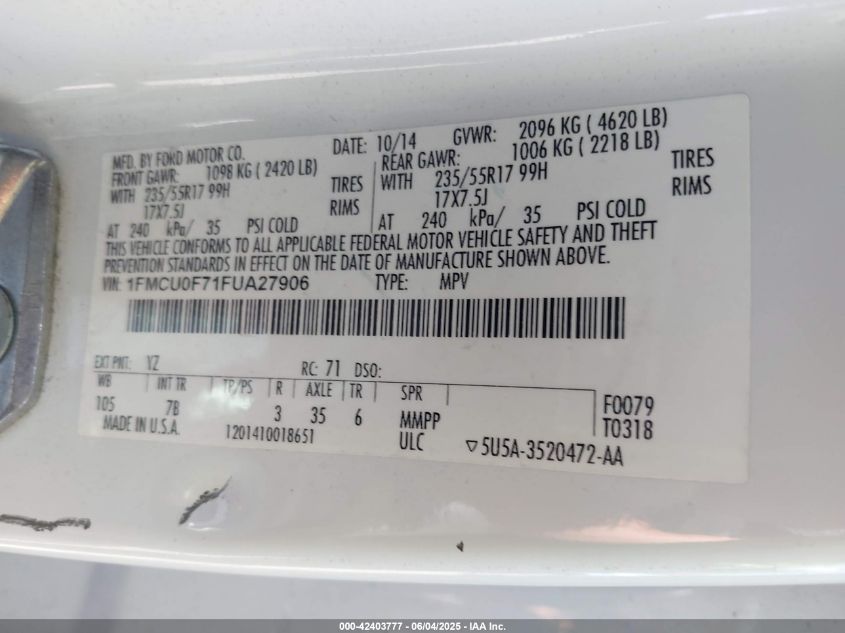 MFD. BY FORD MOTOR CO. DATE: 10/14 GVWR: 2096 KG ( 4620 LB)
FRONT GAWR: 1098 KG ( 2420 LB) REAR GAWR: 1006 KG ( 2218 LB)
WITH 235/55R17 99H TIRES WITH 235/55R17 99H TIRES
17X7.5J RIMS 17X7.5J RIMS
AT 240 kPa/ 35 PSI COLD AT 240 kPa/ 35 PSI COLD
THIS VEHICLE CONFORMS TO ALL APPLICABLE FEDERAL MOTOR VEHICLE SAFETY AND THEFT
PREVENTION STANDARDS IN EFFECT ON THE DATE OF MANUFACTURE SHOWN ABOVE.
VIN: 1FMCU0F71FUA27906 TYPE: MPV
EXT PNT: YZ RC: 71 DSO:
WB INT TR TP/PS R AXLE TR SPR F0079
105 7B 3 35 6 MMPP T0318
MADE IN U.S.A. 1201410018651 ULC ▽5U5A-3520472-AA
000-42403777 - 06/04/2025 - IAA Inc.